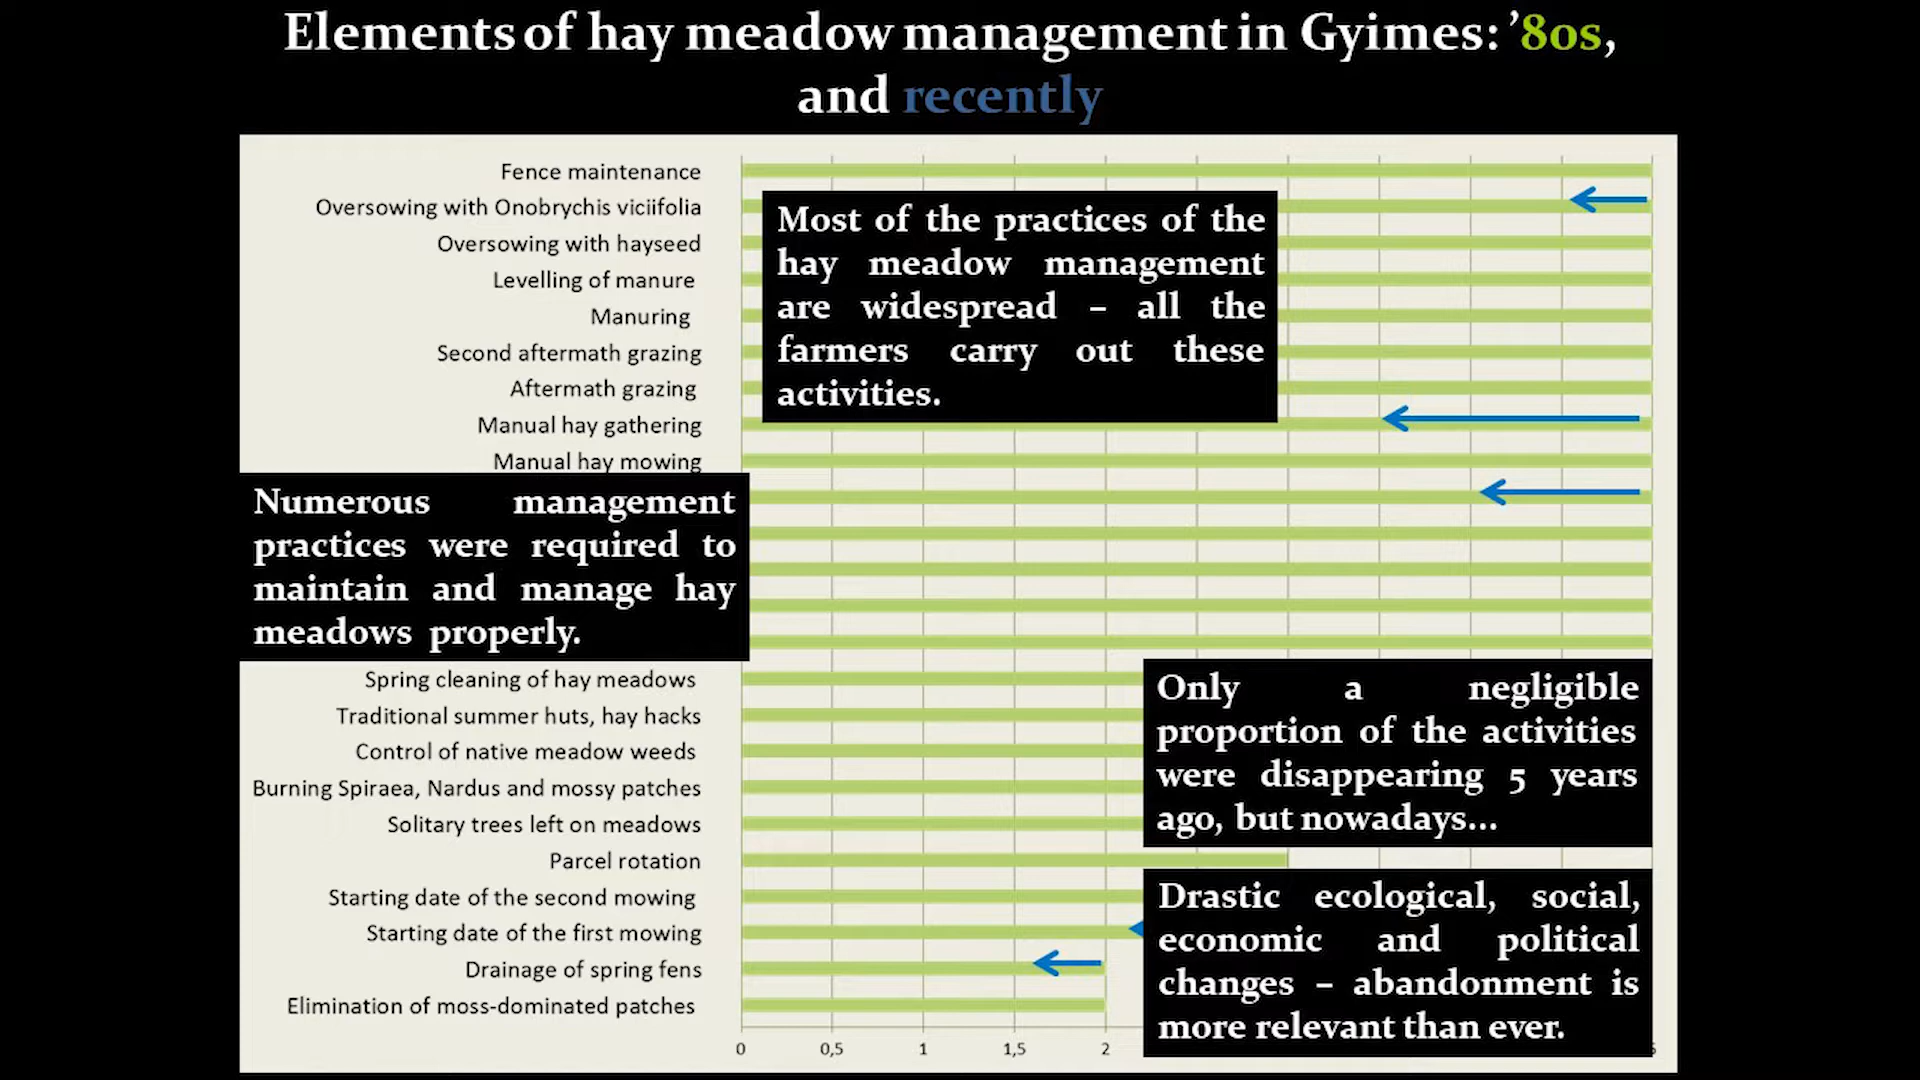 Elements of hay meadow management in Gyimes: ’80s,
and recently
Fence maintenance
Oversowing with Onobrychis viciifolia
Oversowing with hayseed
Levelling of manure
Manuring
Second aftermath grazing
Aftermath grazing
Manual hay gathering
Manual hay mowing
Most of the practices of the
hay meadow management
are widespread – all the
farmers carry out these
activities.
Numerous management
practices were required to
maintain and manage hay
meadows properly.
Spring cleaning of hay meadows
Traditional summer huts, hay hacks
Control of native meadow weeds
Burning Spiraea, Nardus and mossy patches
Solitary trees left on meadows
Parcel rotation
Starting date of the second mowing
Starting date of the first mowing
Drainage of spring fens
Elimination of moss-dominated patches
Only a negligible
proportion of the activities
were disappearing 5 years
ago, but nowadays...
Drastic ecological, social,
economic and political
changes – abandonment is
more relevant than ever.
0 0,5 1 1,5 2